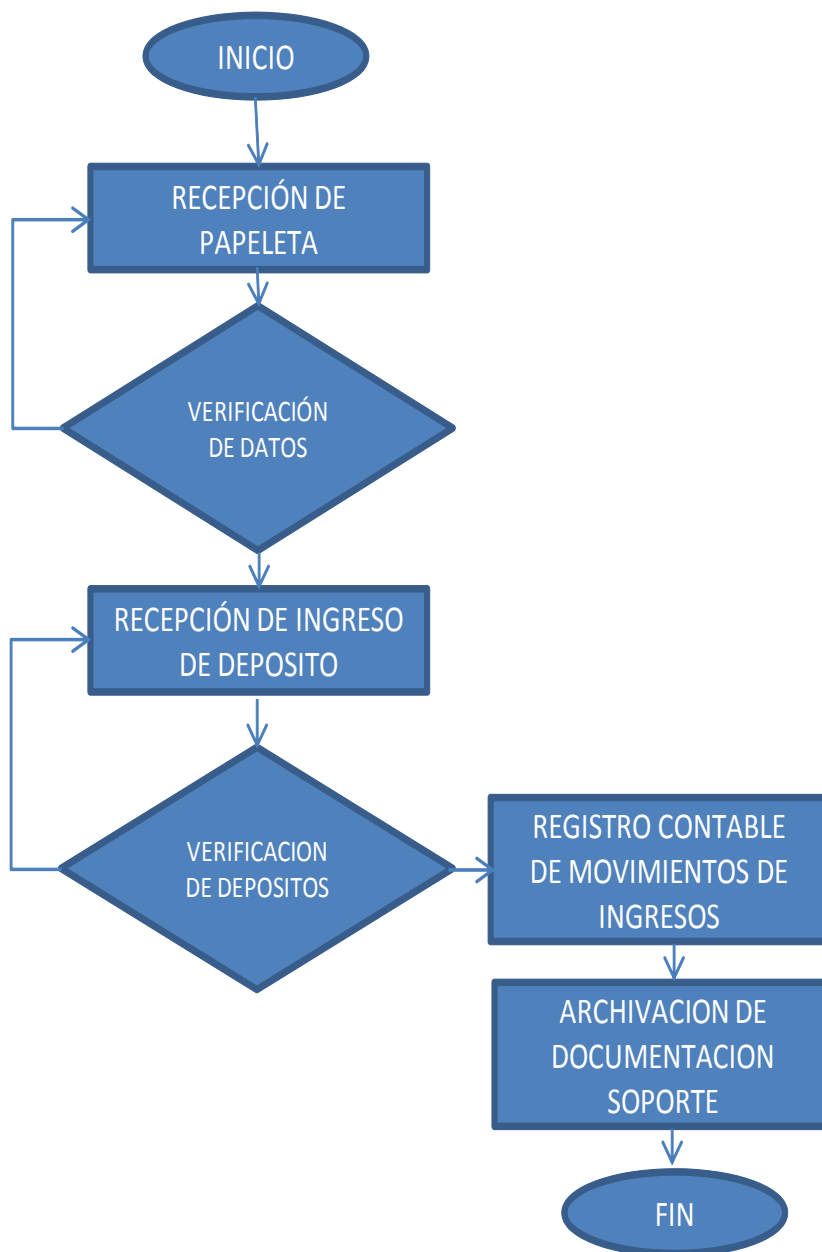 INICIO
RECEPCIÓN DE
PAPELETA
VERIFICACIÓN
DE DATOS
RECEPCIÓN DE INGRESO
DE DEPOSITO
VERIFICACION
DE DEPOSITOS
REGISTRO CONTABLE
DE MOVIMIENTOS DE
INGRESOS
ARCHIVACION DE
DOCUMENTACION
SOPORTE
FIN